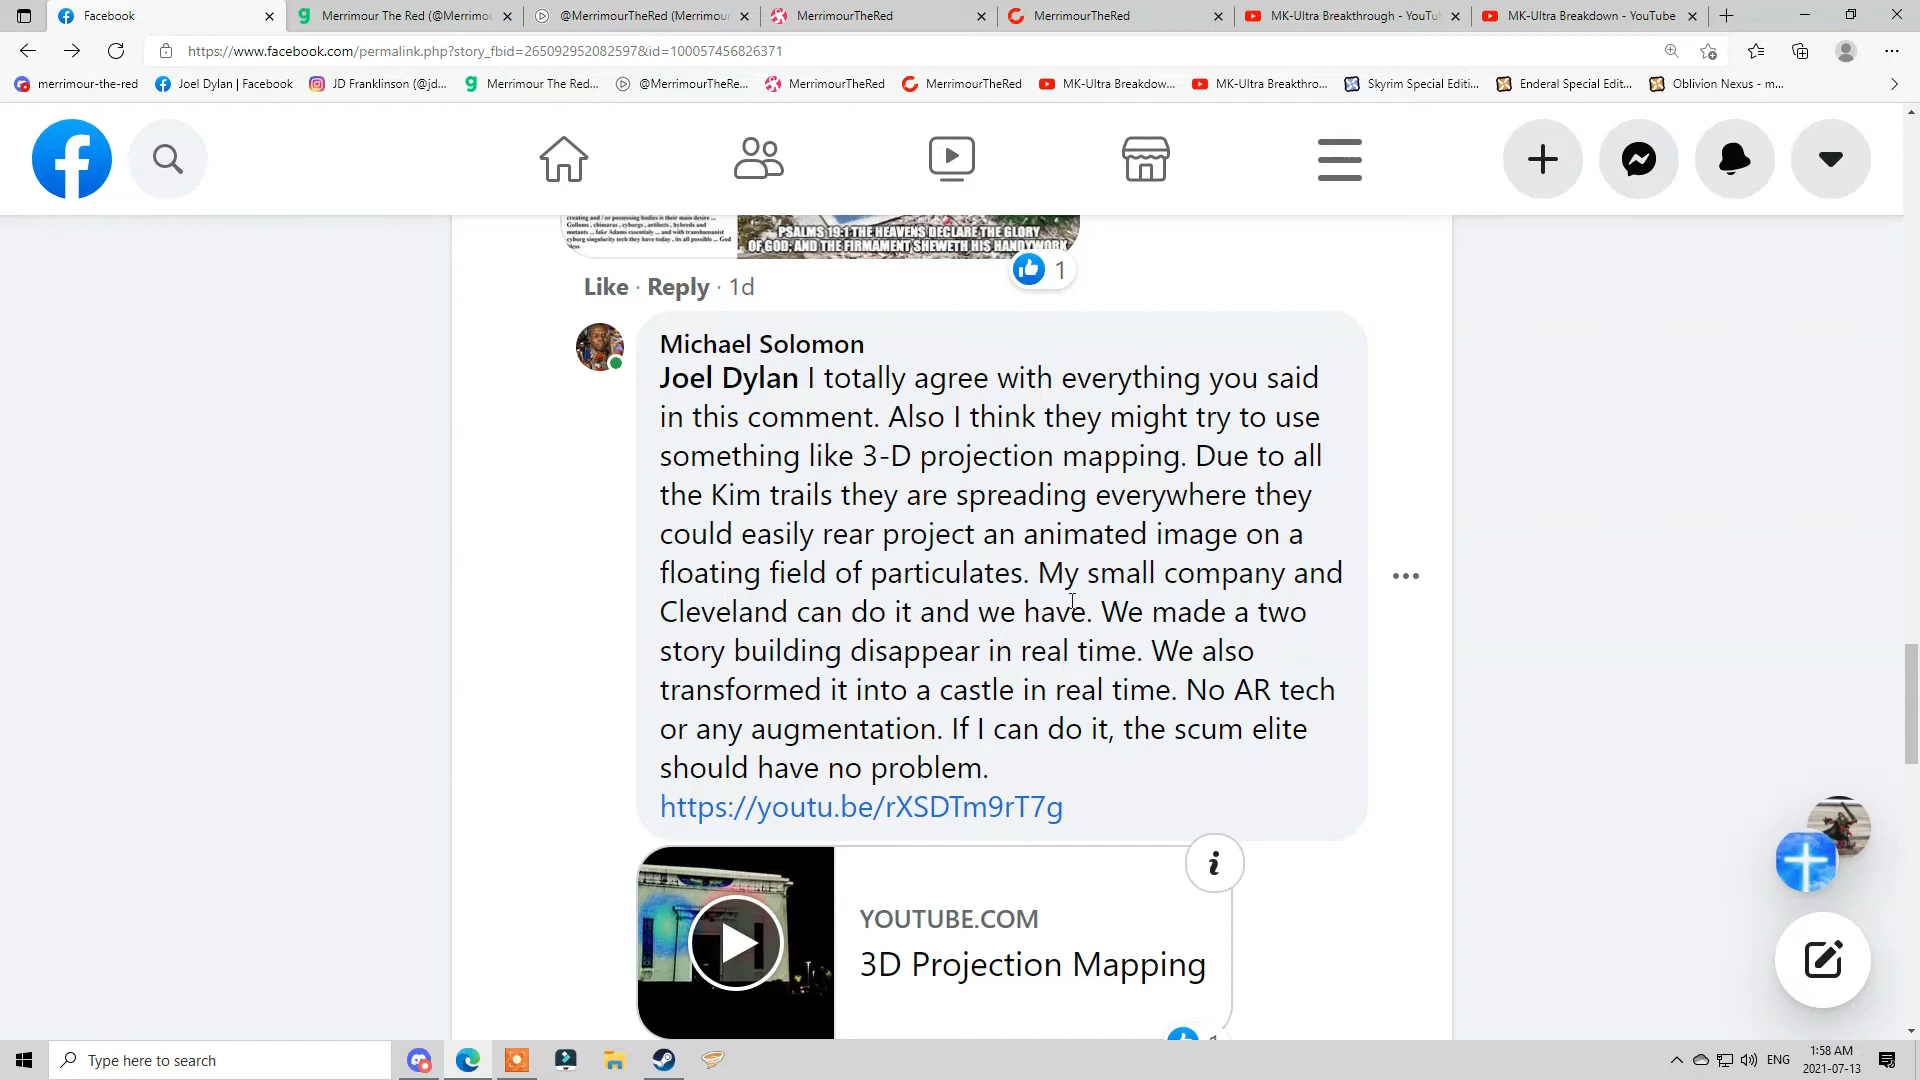 Facebook
Merrimour The Red (@Merrimou
@MerrimourTheRed (Merrimour
MerrimourTheRed
MerrimourTheRed
MK-Ultra Breakthrough - YouTub
MK-Ultra Breakdown - YouTube
https://www.facebook.com/permalink.php?story_fbid=265092952082597&id=100057456826371
merrimour-the-red
Joel Dylan | Facebook
JD Franklinson (@jd...
Merrimour The Red...
@MerrimourTheRe...
MerrimourTheRed
MerrimourTheRed
MK-Ultra Breakdow...
MK-Ultra Breakthro...
Skyrim Special Editi...
Enderal Special Edit...
Oblivion Nexus - m...
creating and / or possessing bodies is their main desire ...
Gollums , chimaras , cyborgs , artifects , hybreds and
mutants ... fake Adams essentialy ... and with transhumanist
cyborg singularity tech they have today , its all possible ... God
bless
PSALMS 19:1 THE HEAVENS DECLARE THE GLORY
OF GOD; AND THE FIRMAMENT SHEWETH HIS HANDYWORK
1
Like · Reply · 1d
Michael Solomon
Joel Dylan I totally agree with everything you said
in this comment. Also I think they might try to use
something like 3-D projection mapping. Due to all
the Kim trails they are spreading everywhere they
could easily rear project an animated image on a
floating field of particulates. My small company and
Cleveland can do it and we have. We made a two
story building disappear in real time. We also
transformed it into a castle in real time. No AR tech
or any augmentation. If I can do it, the scum elite
should have no problem.
https://youtu.be/rXSDTm9rT7g
YOUTUBE.COM
3D Projection Mapping
1
Type here to search
ENG
1:58 AM
2021-07-13